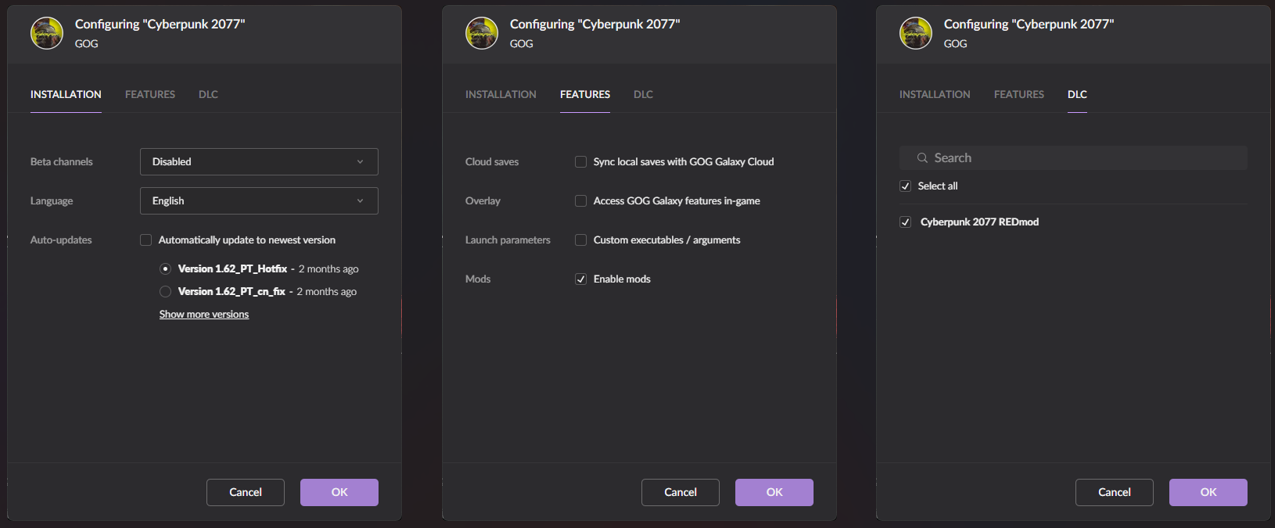 Configuring "Cyberpunk 2077"
GOG
INSTALLATION FEATURES DLC
Beta channels Disabled
Language English
Auto-updates Automatically update to newest version
Version 1.62_PT_Hotfix - 2 months ago
Version 1.62_PT_cn_fix - 2 months ago
Show more versions
Cancel OK
Configuring "Cyberpunk 2077"
GOG
INSTALLATION FEATURES DLC
Cloud saves Sync local saves with GOG Galaxy Cloud
Overlay Access GOG Galaxy features in-game
Launch parameters Custom executables / arguments
Mods Enable mods
Cancel OK
Configuring "Cyberpunk 2077"
GOG
INSTALLATION FEATURES DLC
Search
Select all
Cyberpunk 2077 REDmod
Cancel OK